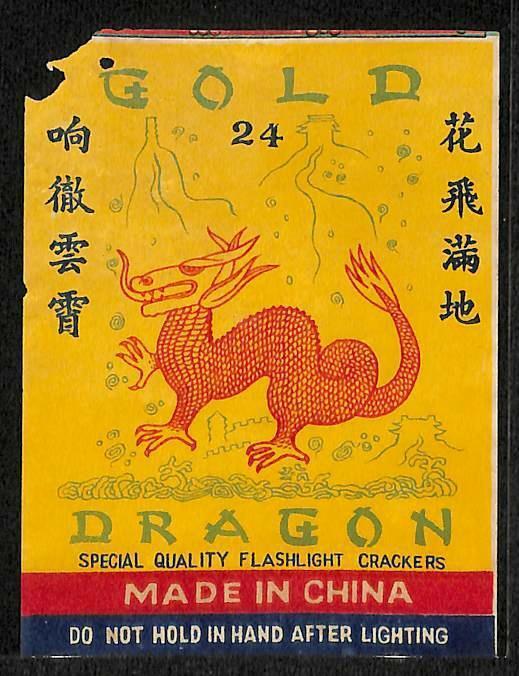 GOLD
24
响徹雲霄
花飛滿地
DRAGON
SPECIAL QUALITY FLASHLIGHT CRACKERS
MADE IN CHINA
DO NOT HOLD IN HAND AFTER LIGHTING